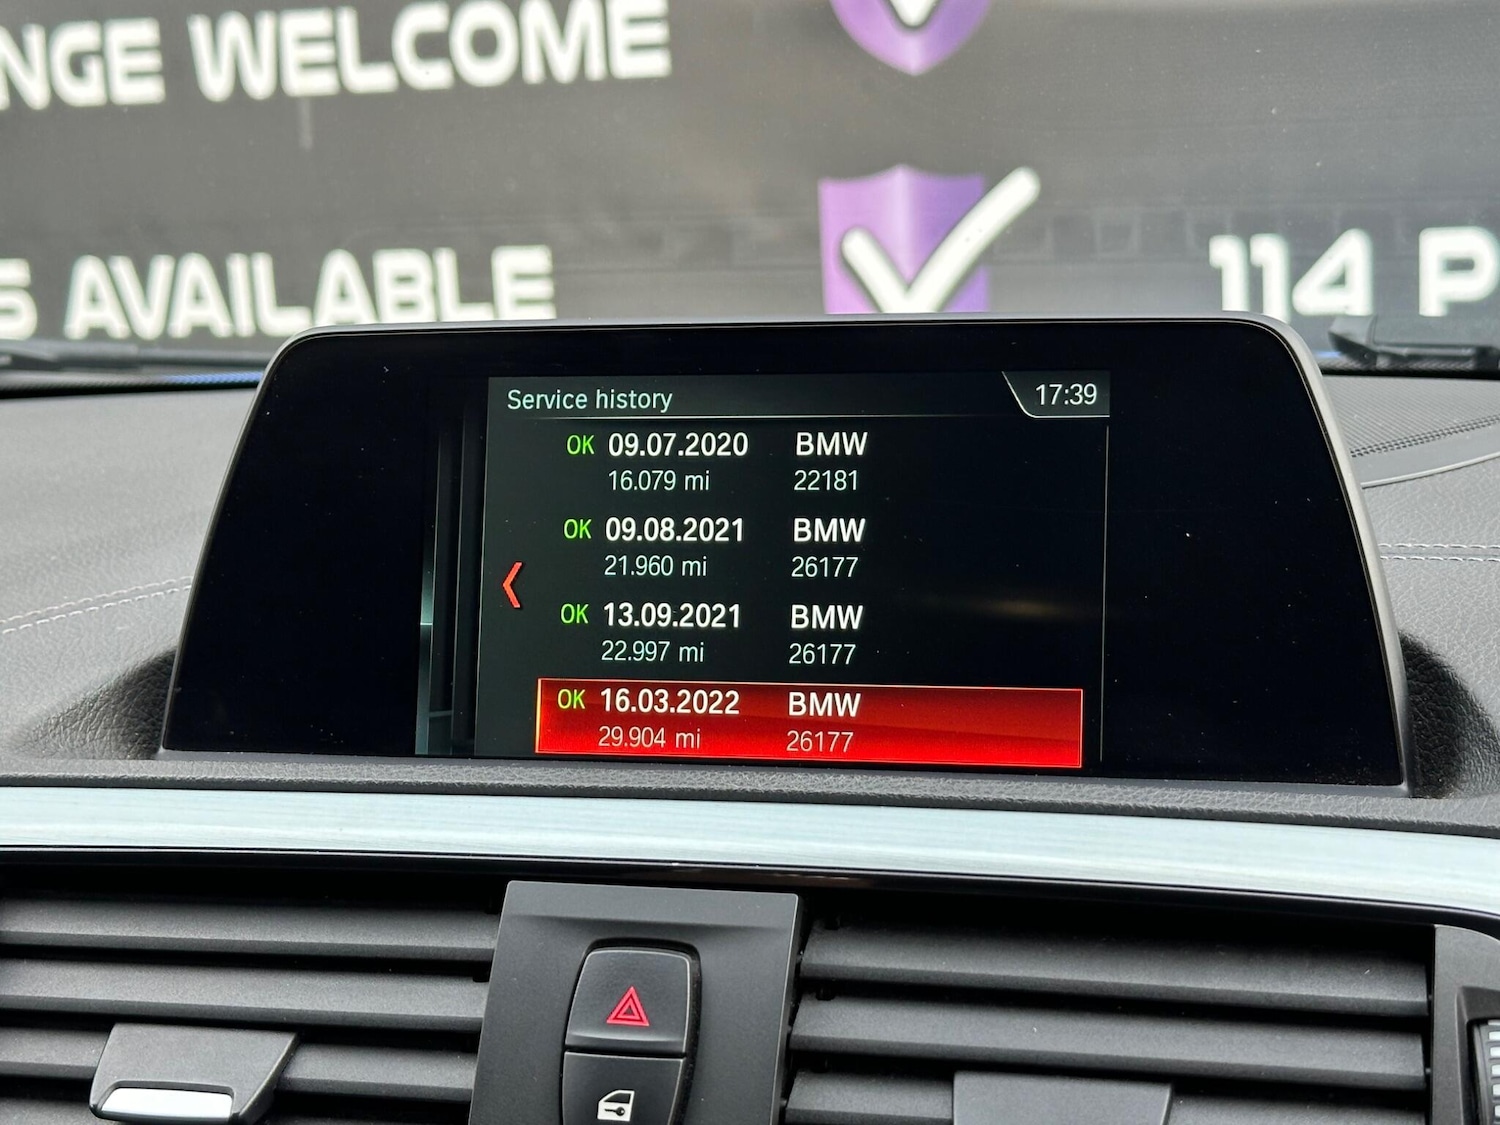 NGE WELCOME
S AVAILABLE
114 P
Service history
17:39
OK 09.07.2020 BMW
16.079 mi 22181
OK 09.08.2021 BMW
21.960 mi 26177
OK 13.09.2021 BMW
22.997 mi 26177
OK 16.03.2022 BMW
29.904 mi 26177